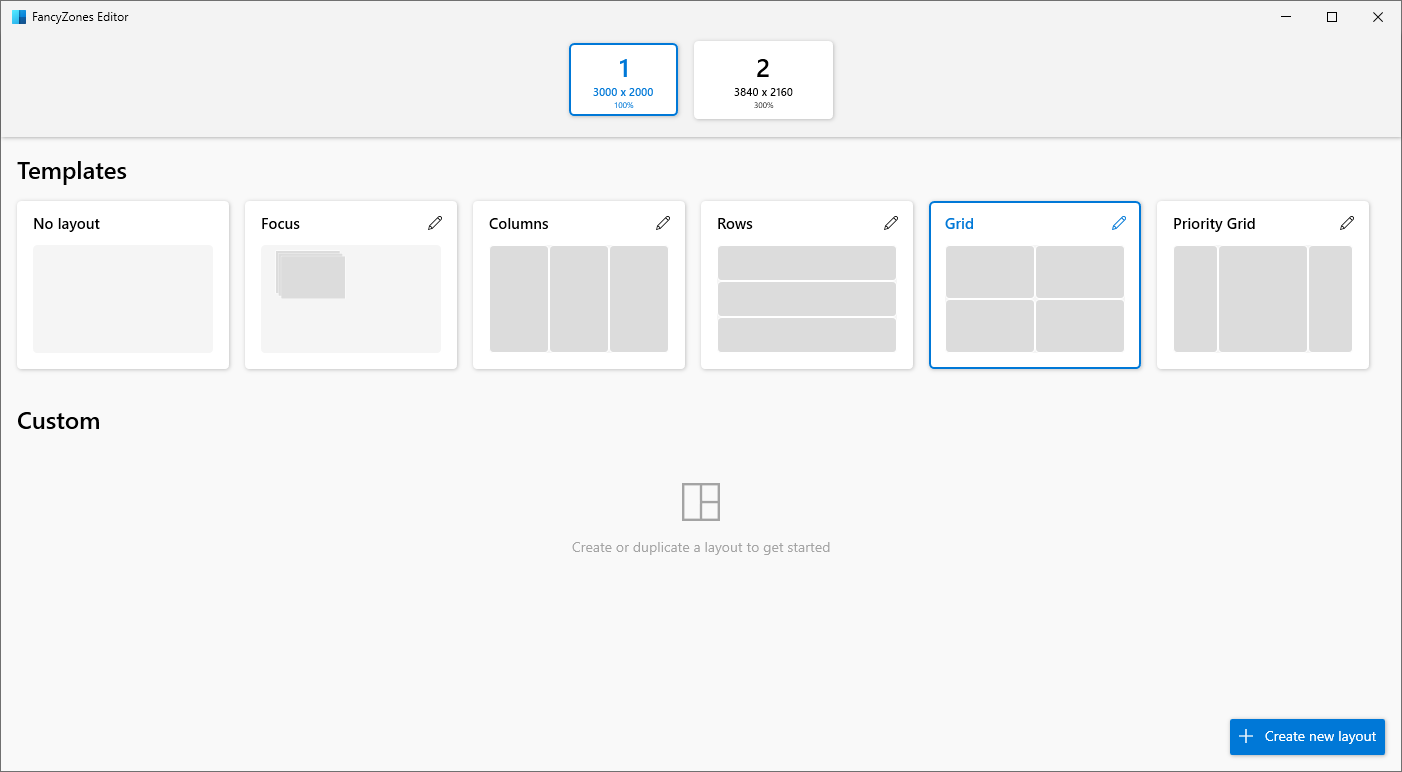 FancyZones Editor
1
3000 x 2000
100%
2
3840 x 2160
300%
Templates
No layout
Focus
Columns
Rows
Grid
Priority Grid
Custom
Create or duplicate a layout to get started
Create new layout